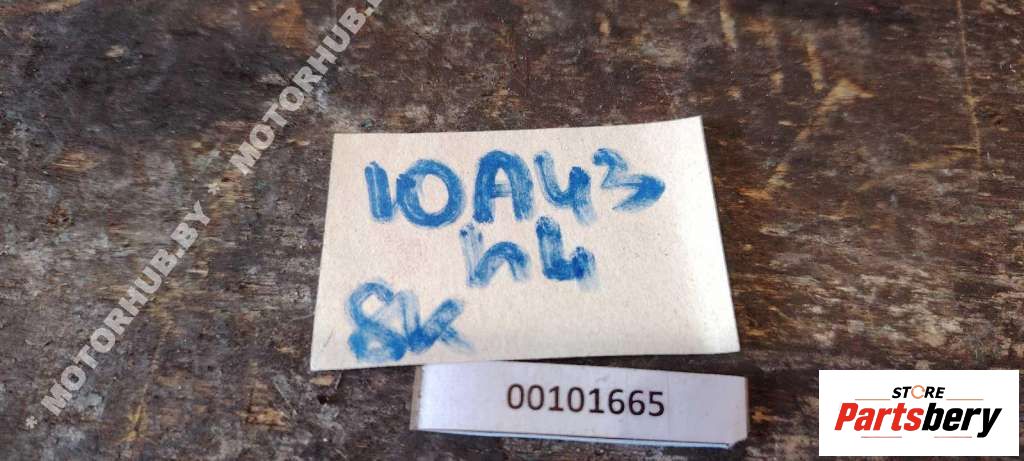 * MOTORHUB.BY * MOTORHUB.BY
10A43
h4
8k
00101665
STORE
Partsbery